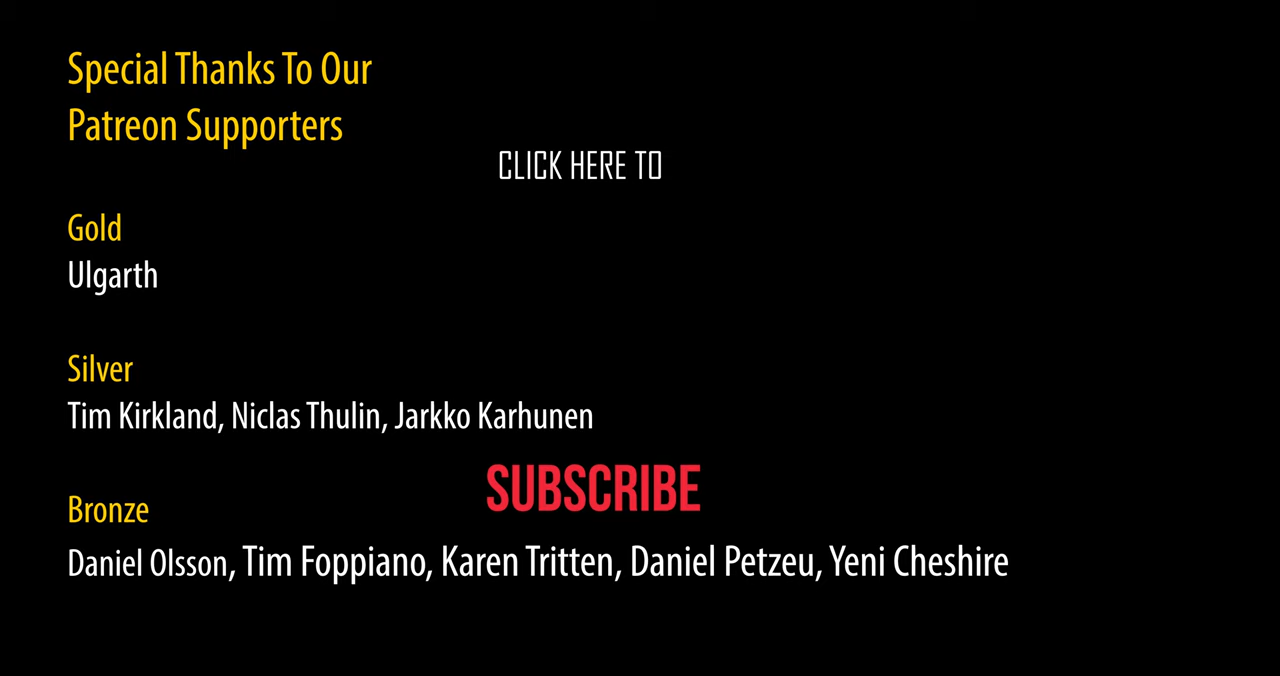 Special Thanks To Our
Patreon Supporters
CLICK HERE TO
Gold
Ulgarth
Silver
Tim Kirkland, Niclas Thulin, Jarkko Karhunen
SUBSCRIBE
Bronze
Daniel Olsson, Tim Foppiano, Karen Tritten, Daniel Petzeu, Yeni Cheshire